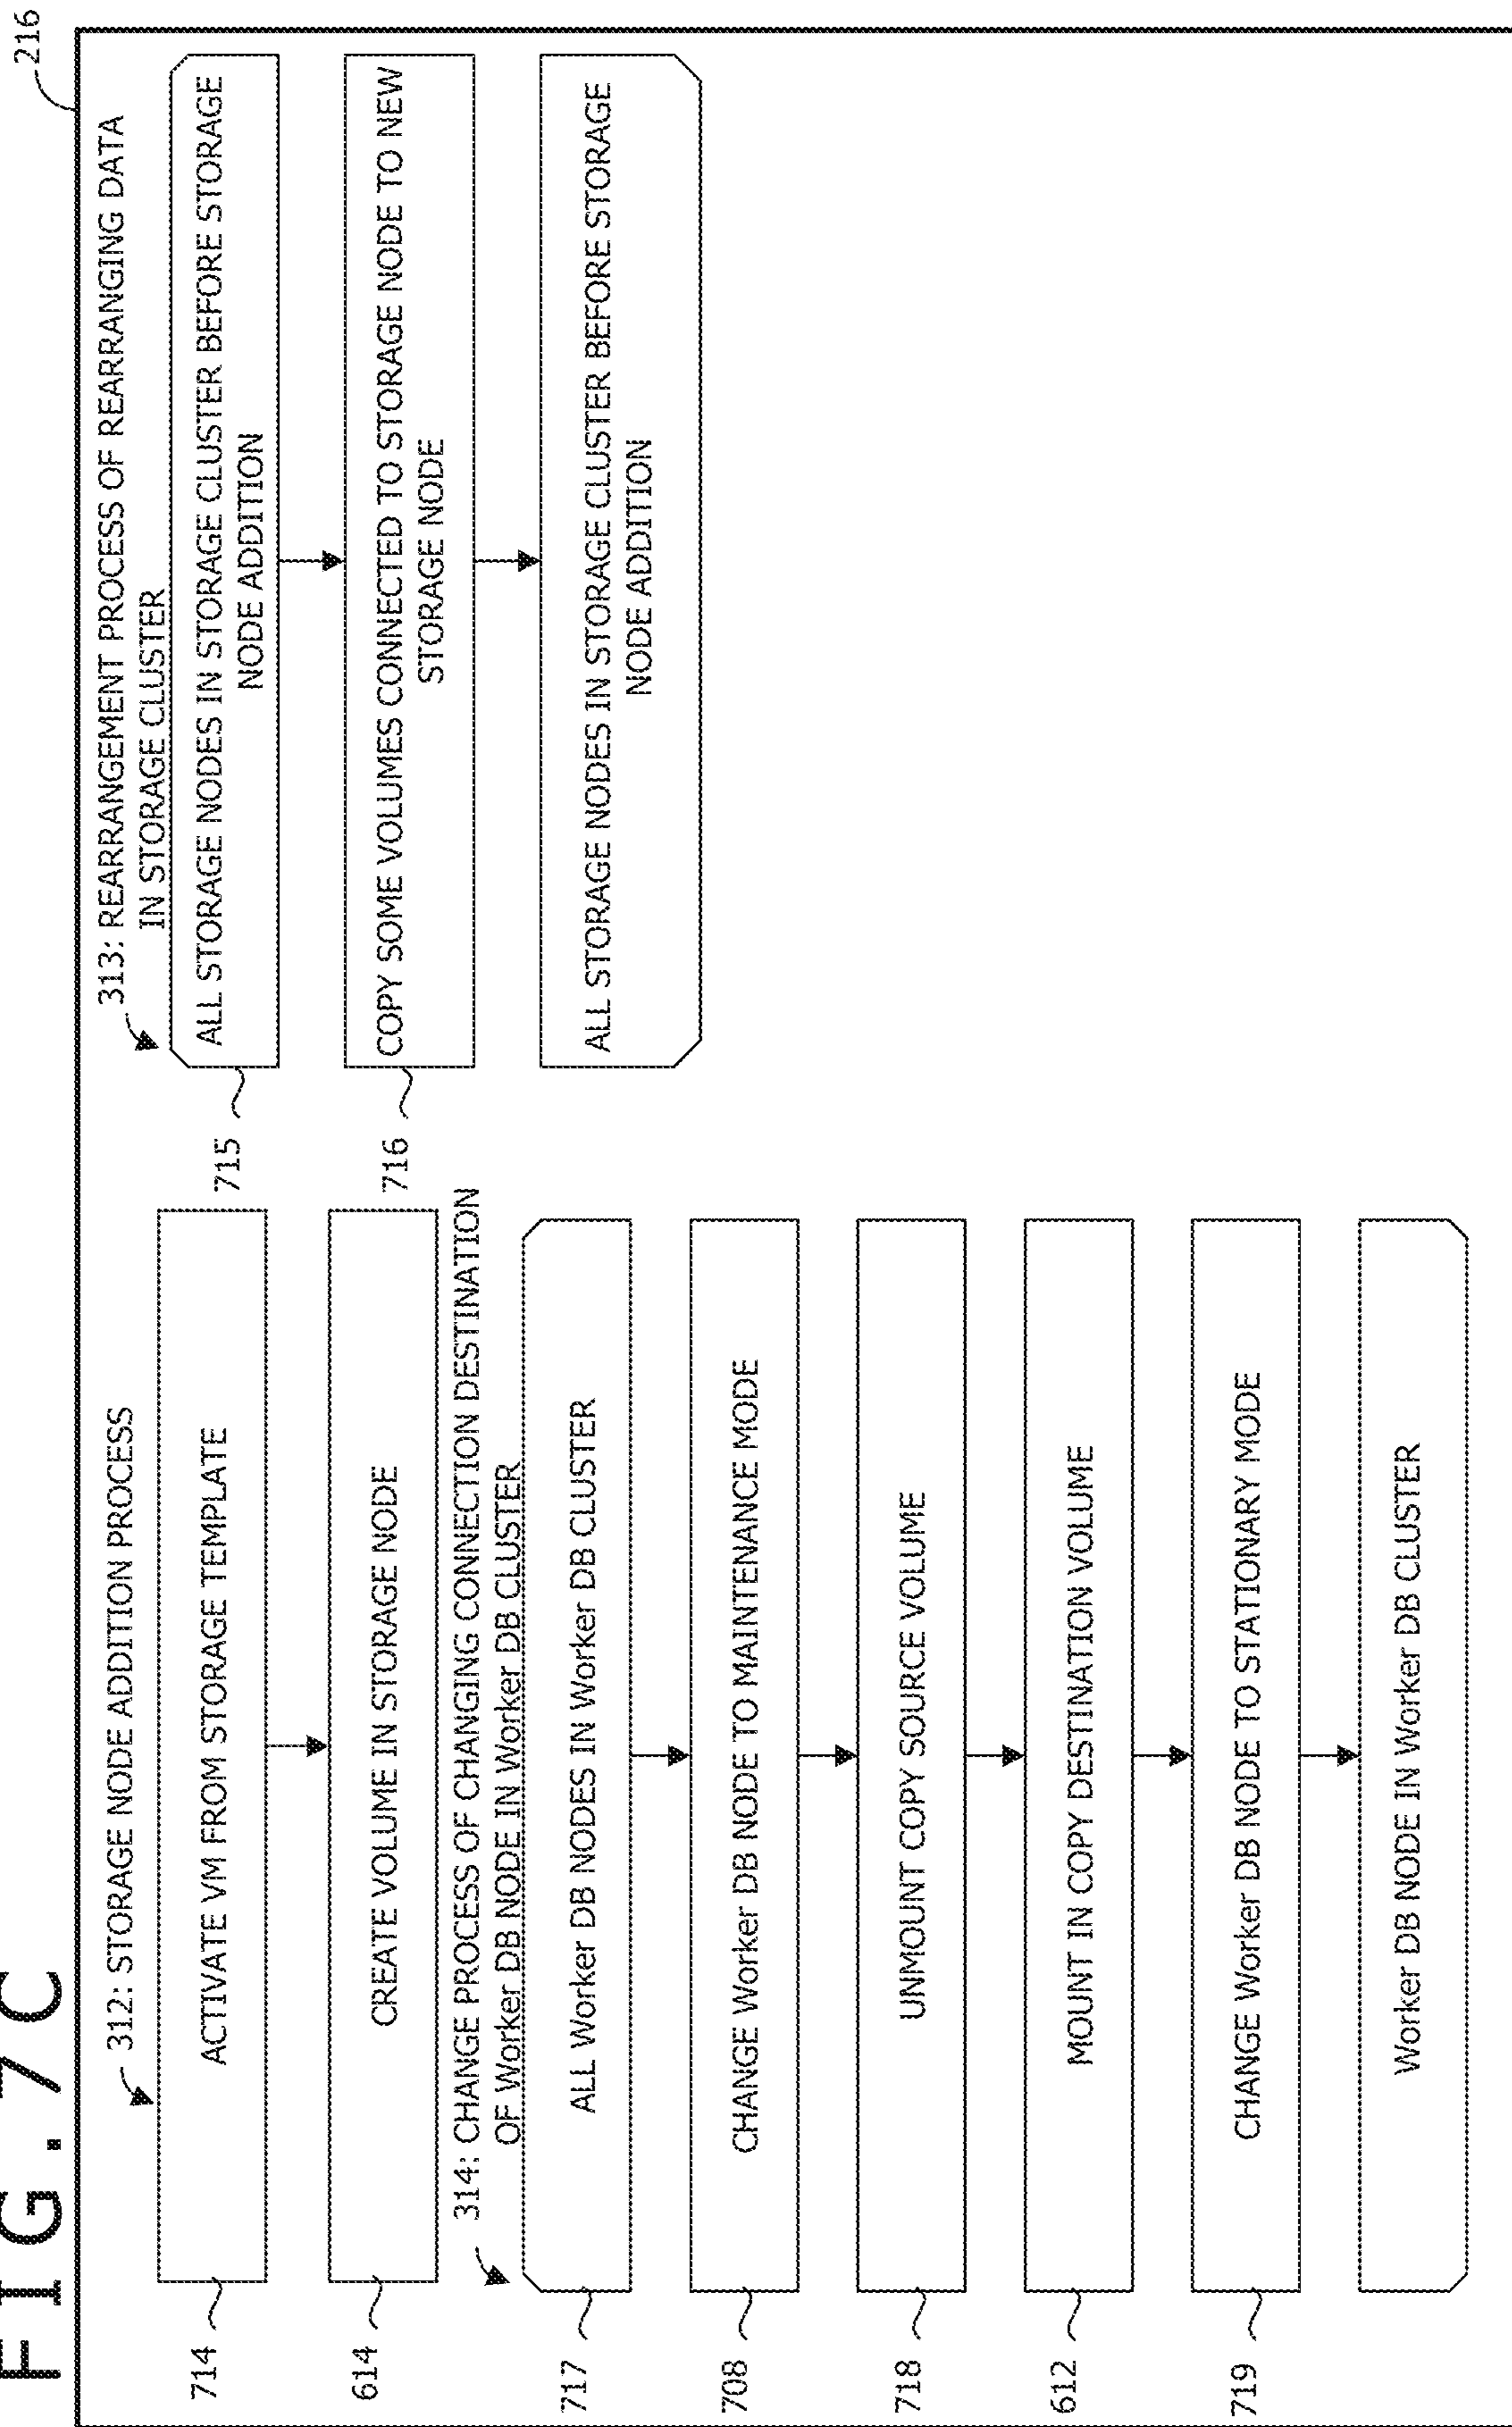 FIG. 7C
216
312: STORAGE NODE ADDITION PROCESS
714
ACTIVATE VM FROM STORAGE TEMPLATE
614
CREATE VOLUME IN STORAGE NODE
314: CHANGE PROCESS OF CHANGING CONNECTION DESTINATION
OF Worker DB NODE IN Worker DB CLUSTER
717
ALL Worker DB NODES IN Worker DB CLUSTER
708
CHANGE Worker DB NODE TO MAINTENANCE MODE
718
UNMOUNT COPY SOURCE VOLUME
612
MOUNT IN COPY DESTINATION VOLUME
719
CHANGE Worker DB NODE TO STATIONARY MODE
Worker DB NODE IN Worker DB CLUSTER
313: REARRANGEMENT PROCESS OF REARRANGING DATA
IN STORAGE CLUSTER
715
ALL STORAGE NODES IN STORAGE CLUSTER BEFORE STORAGE
NODE ADDITION
716
COPY SOME VOLUMES CONNECTED TO STORAGE NODE TO NEW
STORAGE NODE
ALL STORAGE NODES IN STORAGE CLUSTER BEFORE STORAGE
NODE ADDITION